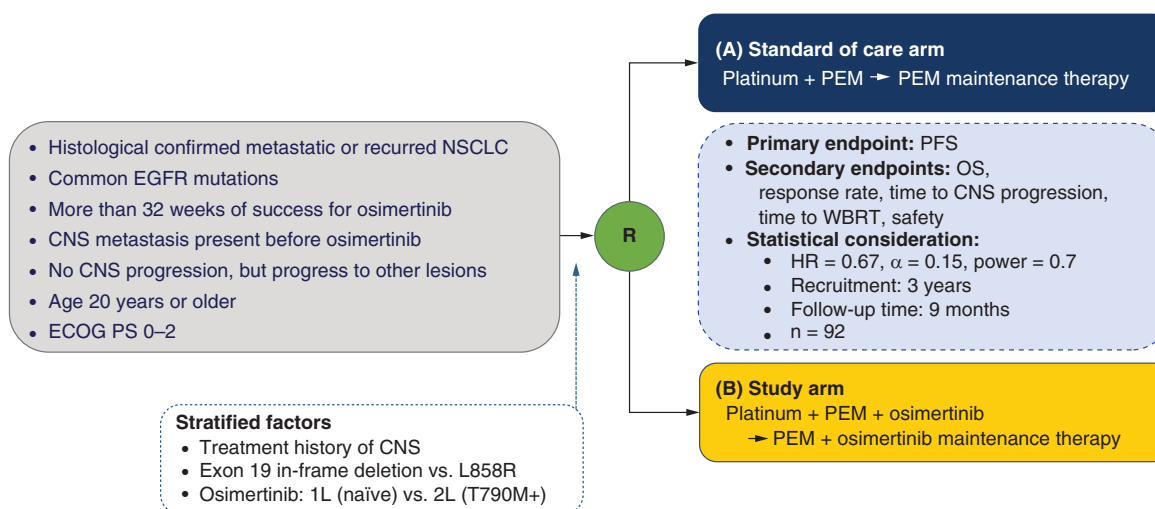 • Histological confirmed metastatic or recurred NSCLC
• Common EGFR mutations
• More than 32 weeks of success for osimertinib
• CNS metastasis present before osimertinib
• No CNS progression, but progress to other lesions
• Age 20 years or older
• ECOG PS 0–2
Stratified factors
• Treatment history of CNS
• Exon 19 in-frame deletion vs. L858R
• Osimertinib: 1L (naïve) vs. 2L (T790M+)
R
(A) Standard of care arm
Platinum + PEM → PEM maintenance therapy
• Primary endpoint: PFS
• Secondary endpoints: OS,
response rate, time to CNS progression,
time to WBRT, safety
• Statistical consideration:
• HR = 0.67, α = 0.15, power = 0.7
• Recruitment: 3 years
• Follow-up time: 9 months
• n = 92
(B) Study arm
Platinum + PEM + osimertinib
→ PEM + osimertinib maintenance therapy